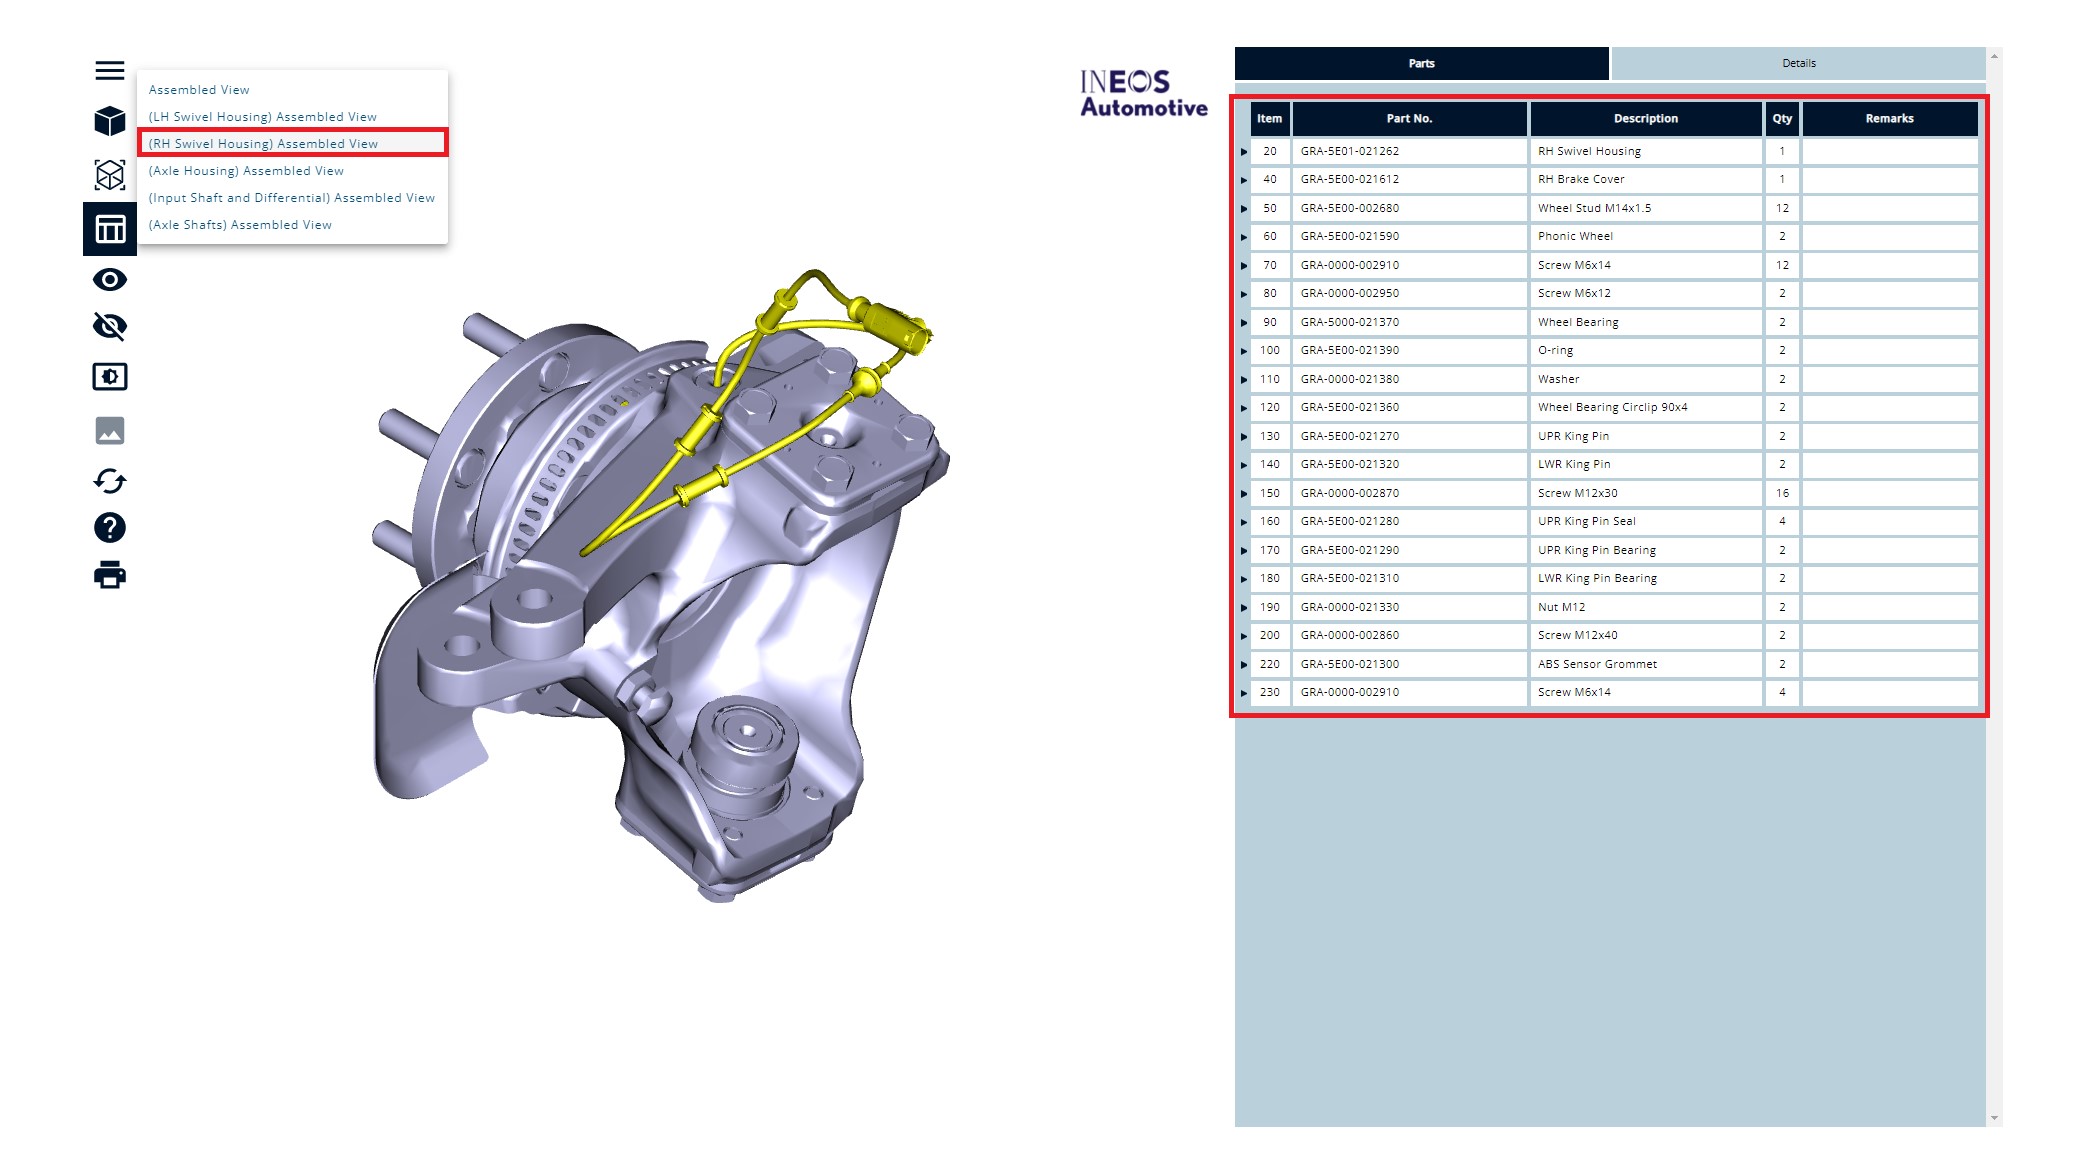 Assembled View
(LH Swivel Housing) Assembled View
(RH Swivel Housing) Assembled View
(Axle Housing) Assembled View
(Input Shaft and Differential) Assembled View
(Axle Shafts) Assembled View
INEOS
Automotive
Parts Details
Item Part No. Description Qty Remarks
20 GRA-5E01-021262 RH Swivel Housing 1
40 GRA-5E00-021612 RH Brake Cover 1
50 GRA-5E00-002680 Wheel Stud M14x1.5 12
60 GRA-5E00-021590 Phonic Wheel 2
70 GRA-0000-002910 Screw M6x14 12
80 GRA-0000-002950 Screw M6x12 2
90 GRA-5000-021370 Wheel Bearing 2
100 GRA-5E00-021390 O-ring 2
110 GRA-0000-021380 Washer 2
120 GRA-5E00-021360 Wheel Bearing Circlip 90x4 2
130 GRA-5E00-021270 UPR King Pin 2
140 GRA-5E00-021320 LWR King Pin 2
150 GRA-0000-002870 Screw M12x30 16
160 GRA-5E00-021280 UPR King Pin Seal 4
170 GRA-5E00-021290 UPR King Pin Bearing 2
180 GRA-5E00-021310 LWR King Pin Bearing 2
190 GRA-0000-021330 Nut M12 2
200 GRA-0000-002860 Screw M12x40 2
220 GRA-5E00-021300 ABS Sensor Grommet 2
230 GRA-0000-002910 Screw M6x14 4